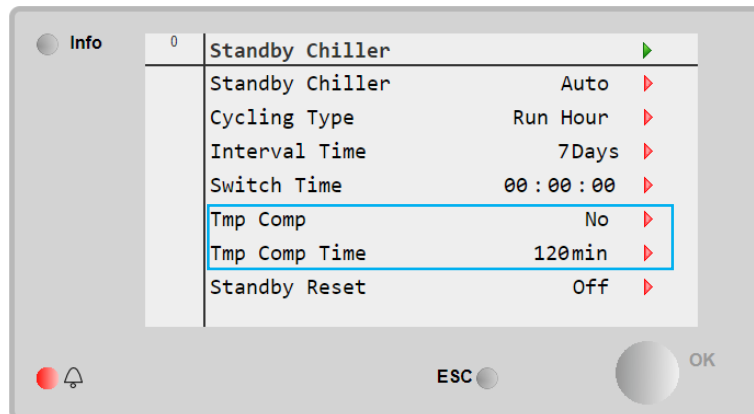 Info
0
Standby Chiller
Standby Chiller Auto
Cycling Type Run Hour
Interval Time 7Days
Switch Time 00:00:00
Tmp Comp No
Tmp Comp Time 120min
Standby Reset Off
ESC
OK